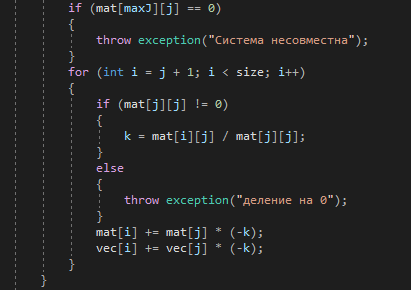 if (mat[maxJ][j] == 0)
{
throw exception("Система несовместна");
}
for (int i = j + 1; i < size; i++)
{
if (mat[j][j] != 0)
{
k = mat[i][j] / mat[j][j];
}
else
{
throw exception("деление на 0");
}
mat[i] += mat[j] * (-k);
vec[i] += vec[j] * (-k);
}
}